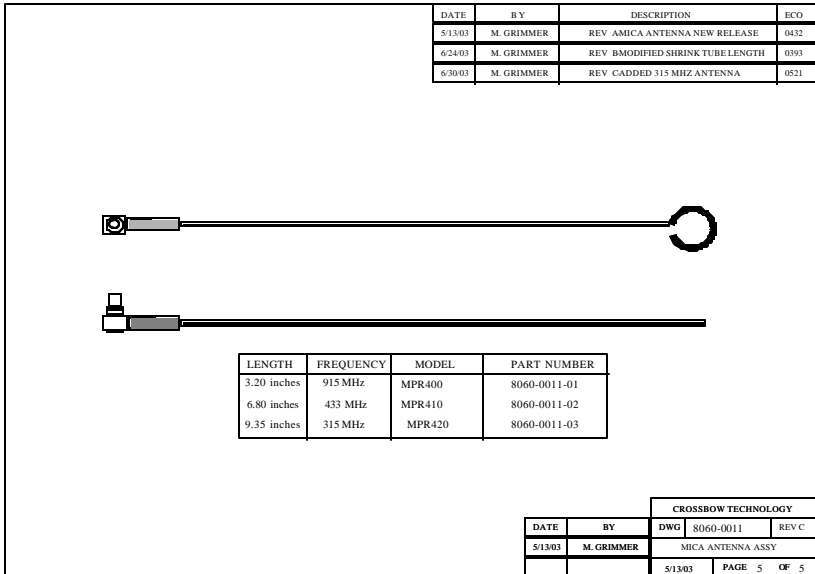 DATE BY DESCRIPTION ECO
5/13/03 M. GRIMMER REV AMICA ANTENNA NEW RELEASE 0432
6/24/03 M. GRIMMER REV BMODIFIED SHRINK TUBE LENGTH 0393
6/30/03 M. GRIMMER REV CADDED 315 MHZ ANTENNA 0521
LENGTH FREQUENCY MODEL PART NUMBER
3.20 inches 915 MHz MPR400 8060-0011-01
6.80 inches 433 MHz MPR410 8060-0011-02
9.35 inches 315 MHz MPR420 8060-0011-03
CROSSBOW TECHNOLOGY
DATE BY DWG 8060-0011 REV C
5/13/03 M. GRIMMER MICA ANTENNA ASSY
5/13/03 PAGE 5 OF 5